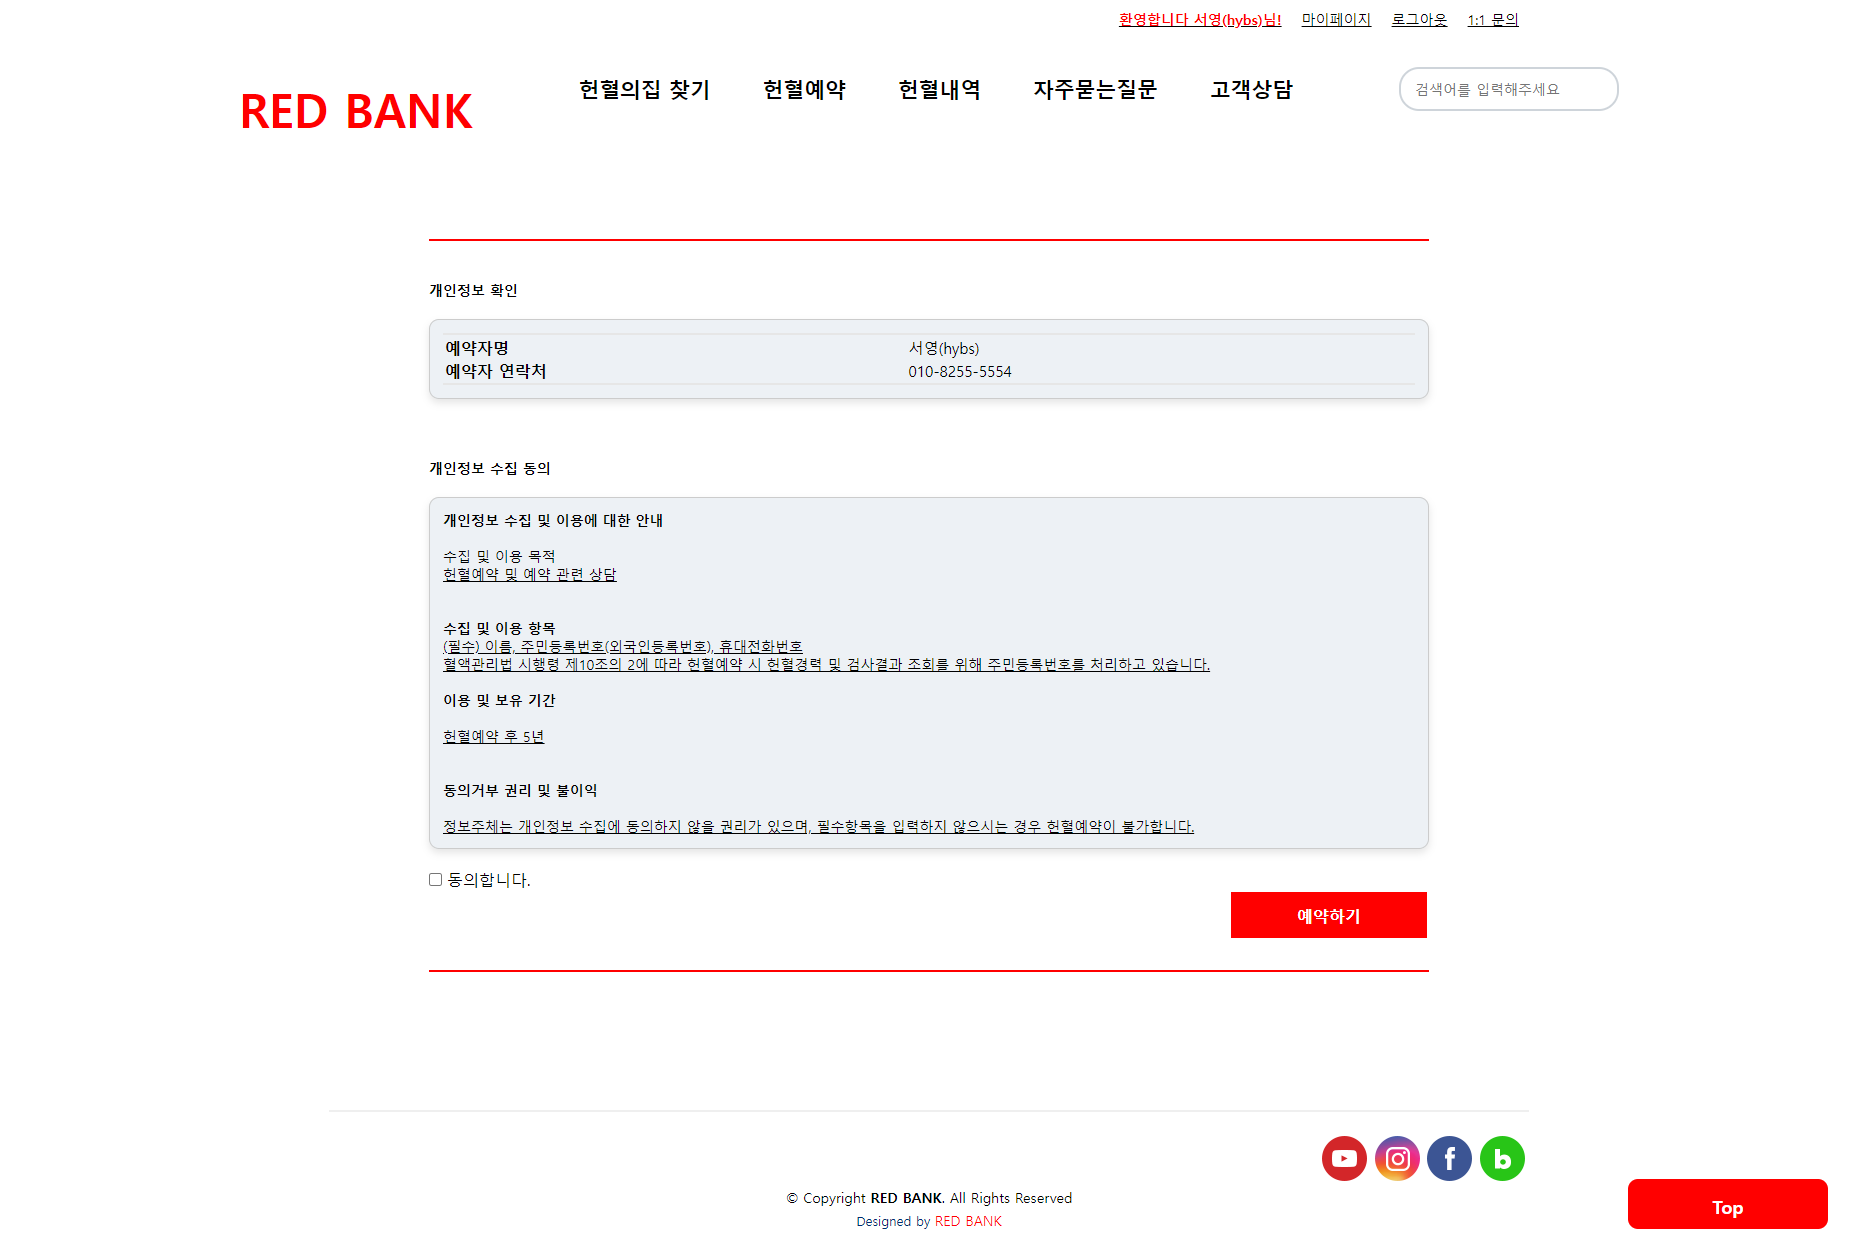 환영합니다 서영(hybs)님! 마이페이지 로그아웃 1:1 문의
RED BANK
헌혈의집 찾기 헌혈예약 헌혈내역 자주묻는질문 고객상담
검색어를 입력해주세요
개인정보 확인
예약자명 서영(hybs)
예약자 연락처 010-8255-5554
개인정보 수집 동의
개인정보 수집 및 이용에 대한 안내
수집 및 이용 목적
헌혈예약 및 예약 관련 상담
수집 및 이용 항목
(필수) 이름, 주민등록번호(외국인등록번호), 휴대전화번호
혈액관리법 시행령 제10조의 2에 따라 헌혈예약 시 헌혈경력 및 검사결과 조회를 위해 주민등록번호를 처리하고 있습니다.
이용 및 보유 기간
헌혈예약 후 5년
동의거부 권리 및 불이익
정보주체는 개인정보 수집에 동의하지 않을 권리가 있으며, 필수항목을 입력하지 않으시는 경우 헌혈예약이 불가합니다.
동의합니다.
예약하기
© Copyright RED BANK. All Rights Reserved
Designed by RED BANK
Top